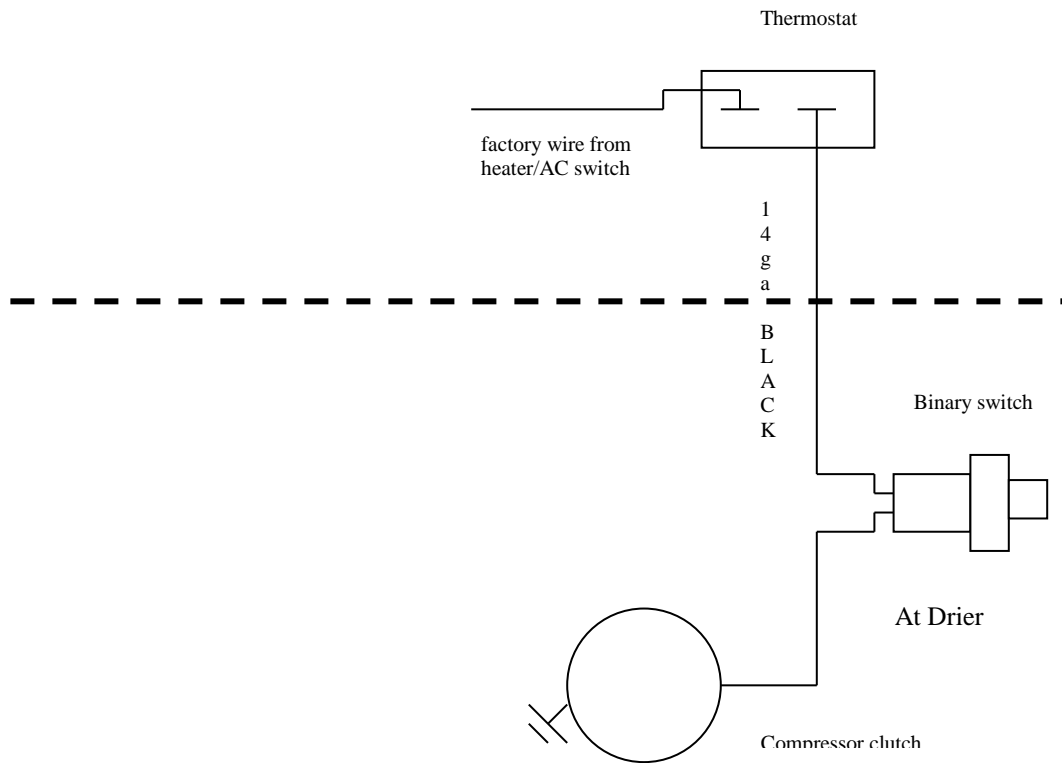 Thermostat
factory wire from
heater/AC switch
1
4
g
a
B
L
A
C
K
Binary switch
At Drier
Compressor clutch